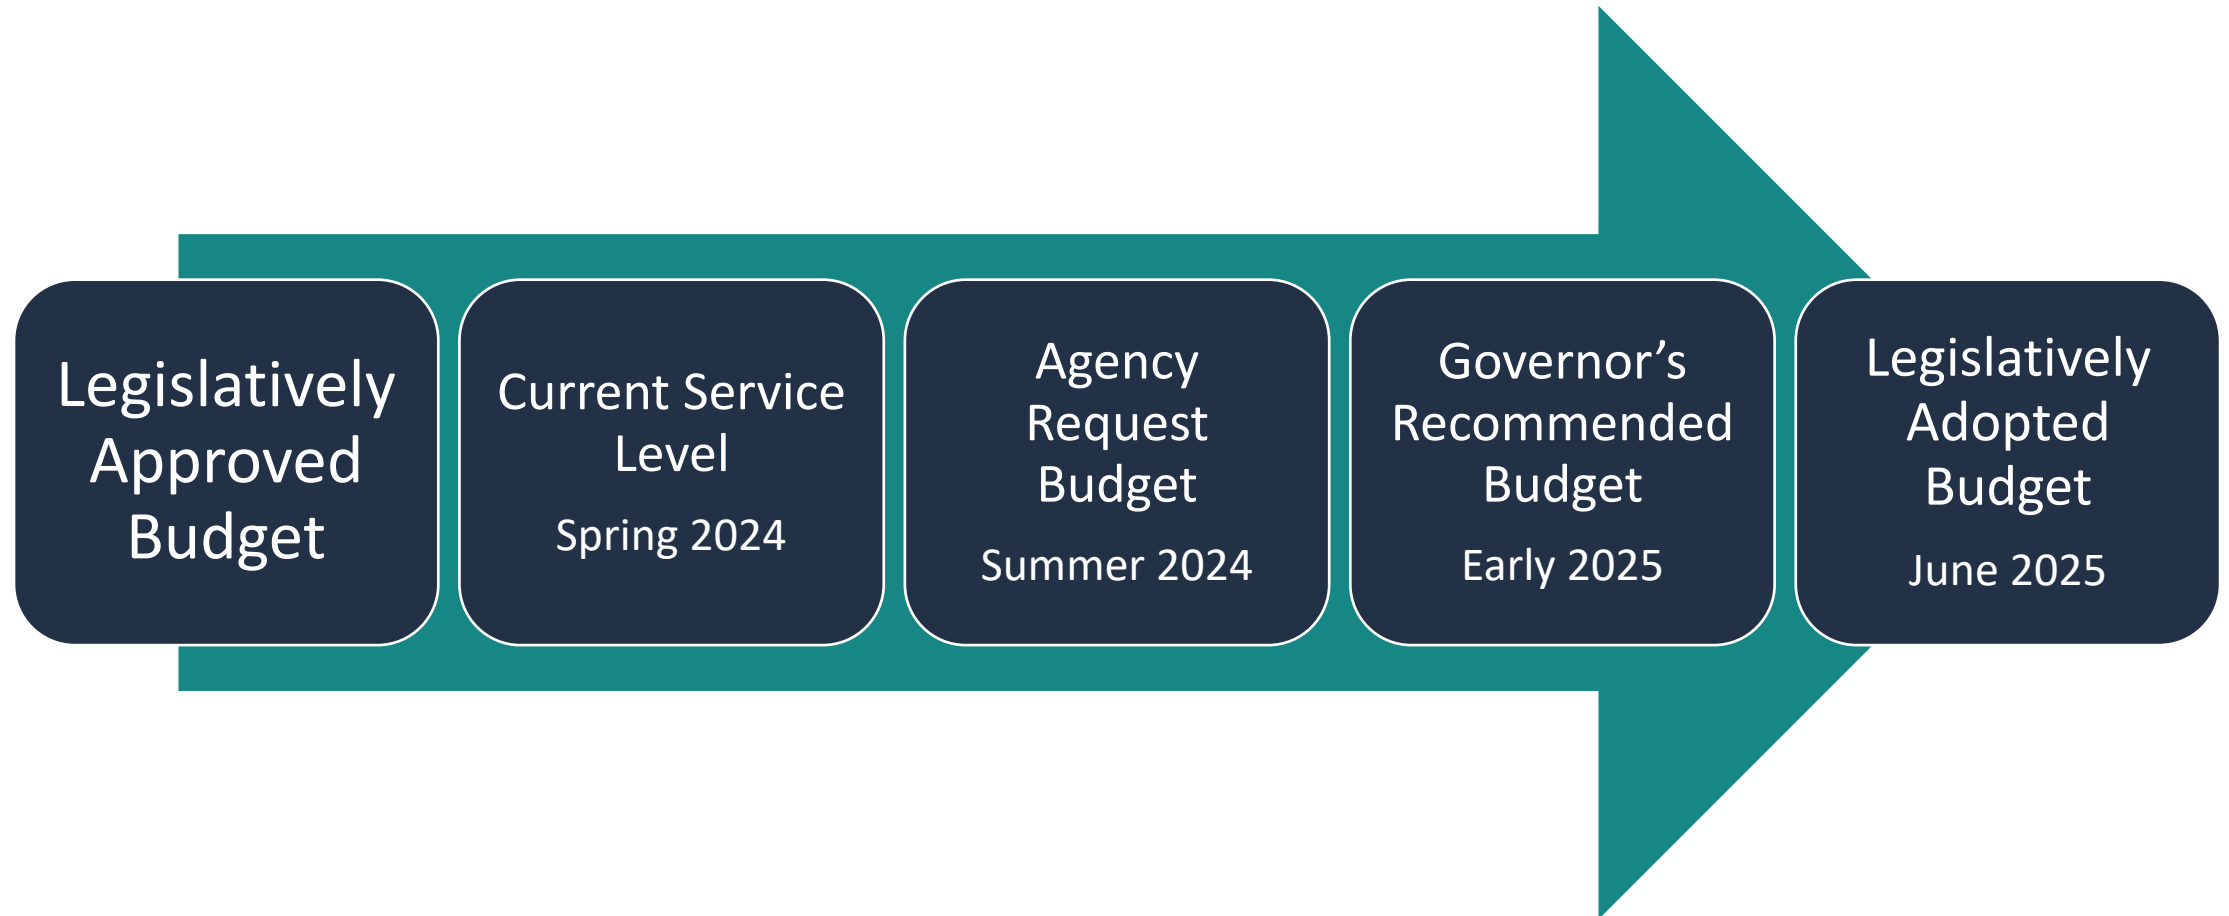 Legislatively
Approved
Budget
Current Service
Level
Spring 2024
Agency
Request
Budget
Summer 2024
Governor’s
Recommended
Budget
Early 2025
Legislatively
Adopted
Budget
June 2025